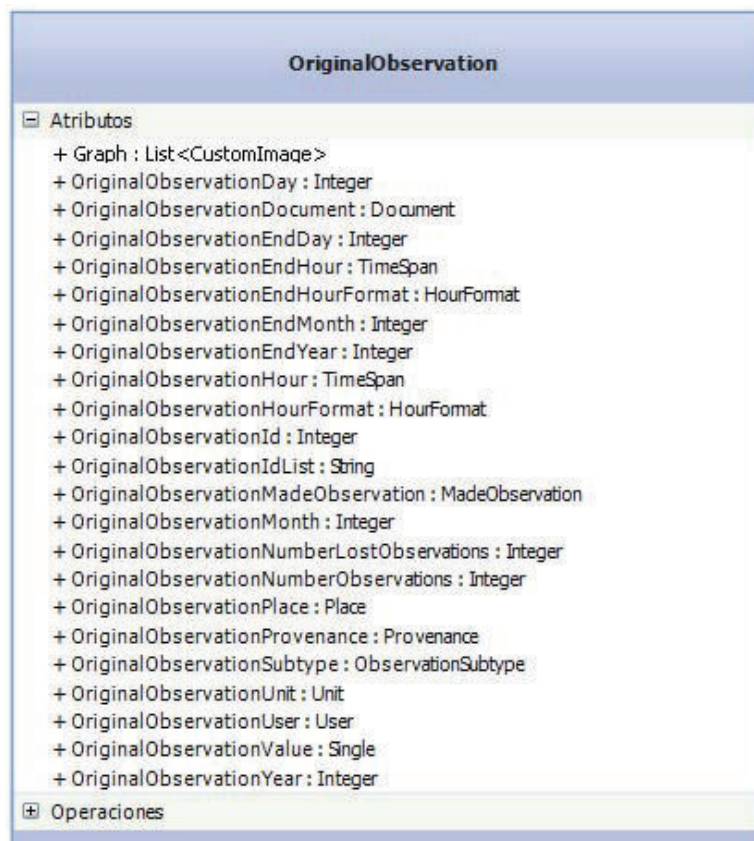 OriginalObservation
Atributos
+ Graph : List<CustomImage>
+ OriginalObservationDay : Integer
+ OriginalObservationDocument : Document
+ OriginalObservationEndDay : Integer
+ OriginalObservationEndHour : TimeSpan
+ OriginalObservationEndHourFormat : HourFormat
+ OriginalObservationEndMonth : Integer
+ OriginalObservationEndYear : Integer
+ OriginalObservationHour : TimeSpan
+ OriginalObservationHourFormat : HourFormat
+ OriginalObservationId : Integer
+ OriginalObservationIdList : String
+ OriginalObservationMadeObservation : MadeObservation
+ OriginalObservationMonth : Integer
+ OriginalObservationNumberLostObservations : Integer
+ OriginalObservationNumberObservations : Integer
+ OriginalObservationPlace : Place
+ OriginalObservationProvenance : Provenance
+ OriginalObservationSubtype : ObservationSubtype
+ OriginalObservationUnit : Unit
+ OriginalObservationUser : User
+ OriginalObservationValue : Single
+ OriginalObservationYear : Integer
Operaciones